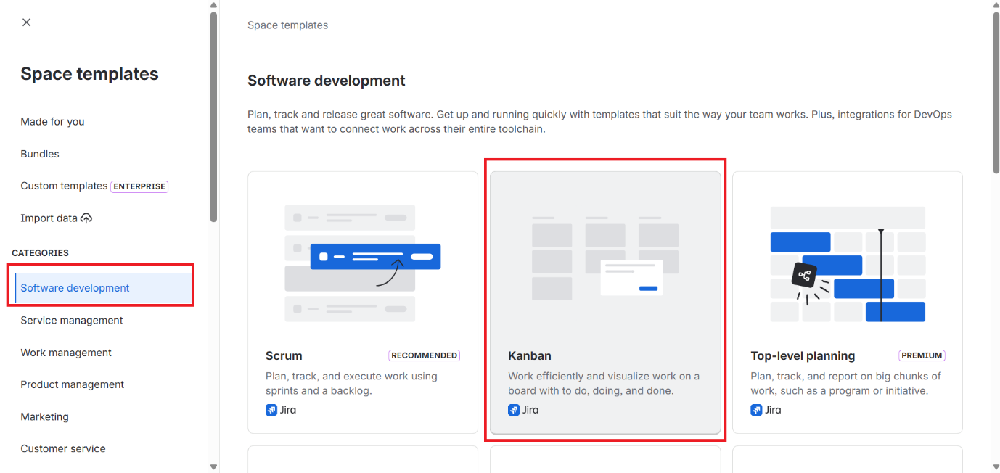 Space templates
Made for you
Bundles
Custom templates ENTERPRISE
Import data
CATEGORIES
Software development
Service management
Work management
Product management
Marketing
Customer service
Space templates
Software development
Plan, track and release great software. Get up and running quickly with templates that suit the way your team works. Plus, integrations for DevOps
teams that want to connect work across their entire toolchain.
Scrum RECOMMENDED
Plan, track, and execute work using
sprints and a backlog.
Jira
Kanban
Work efficiently and visualize work on a
board with to do, doing, and done.
Jira
Top-level planning PREMIUM
Plan, track, and report on big chunks of
work, such as a program or initiative.
Jira